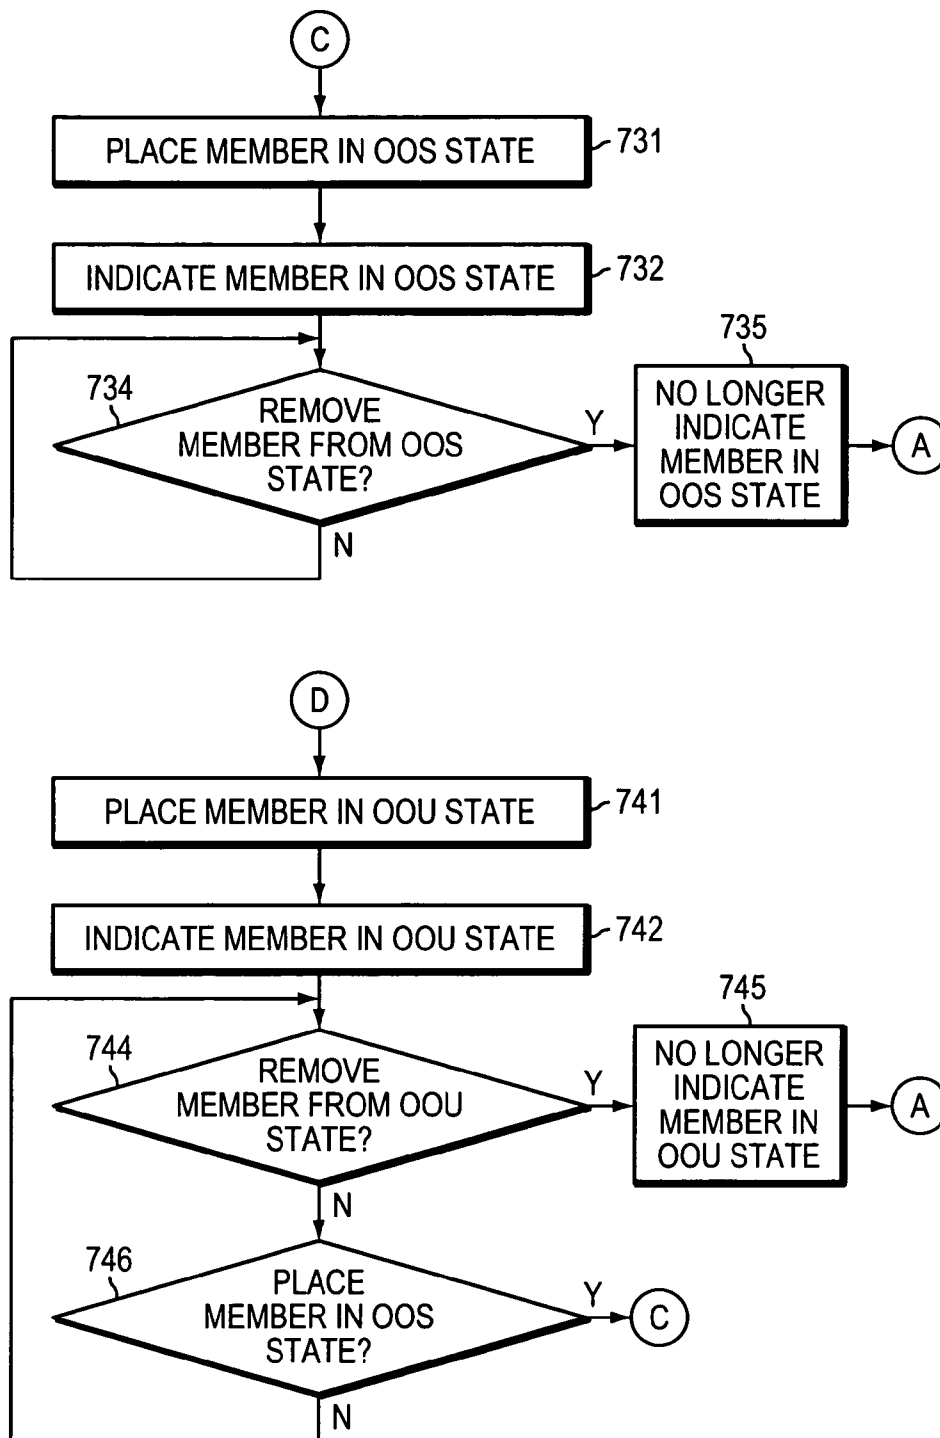 C
PLACE MEMBER IN OOS STATE
731
INDICATE MEMBER IN OOS STATE
732
734
REMOVE
MEMBER FROM OOS
STATE?
Y
N
735
NO LONGER
INDICATE
MEMBER IN
OOS STATE
A
D
PLACE MEMBER IN OOU STATE
741
INDICATE MEMBER IN OOU STATE
742
744
REMOVE
MEMBER FROM OOU
STATE?
Y
N
745
NO LONGER
INDICATE
MEMBER IN
OOU STATE
A
746
PLACE
MEMBER IN OOS
STATE?
Y
C
N